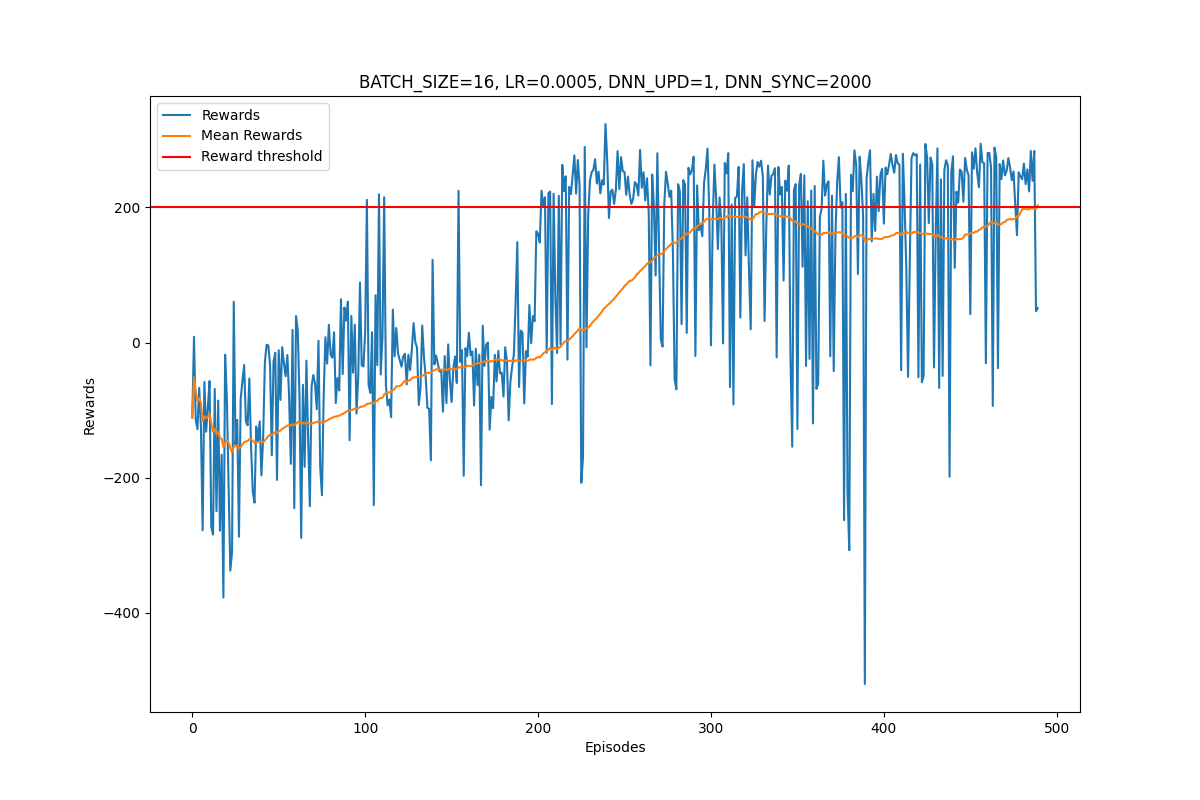 BATCH_SIZE=16, LR=0.0005, DNN_UPD=1, DNN_SYNC=2000
Rewards
Mean Rewards
Reward threshold
200
0
−200
−400
Rewards
0
100
200
300
400
500
Episodes